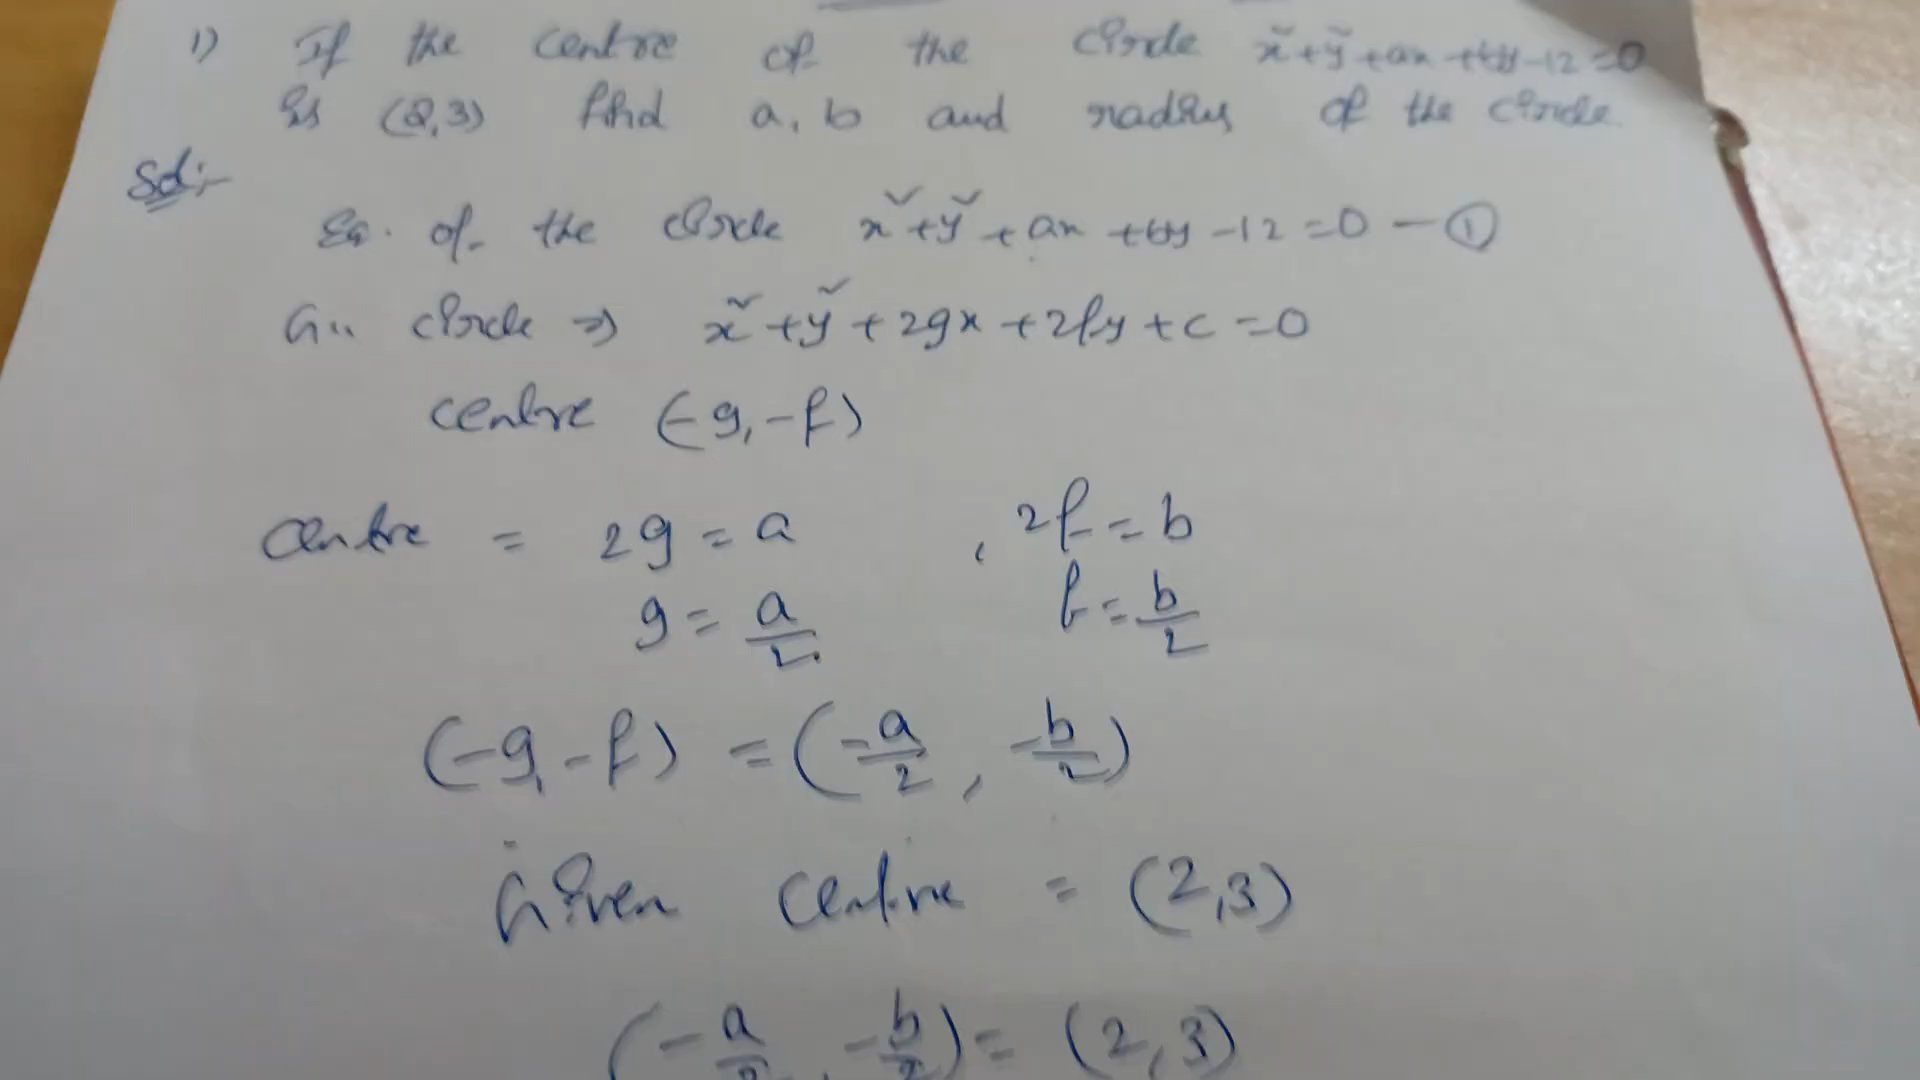 1) If the centre of the circle x²+y²+ax+by-12=0
is (2,3) find a, b and radius of the circle.
Sol:-
Eq. of the circle x²+y²+ax+by-12=0 - ①
circle ⇒ x²+y²+2gx+2fy+c=0
centre (-g,-f)
centre = 2g=a , 2f=b
g=a/2 f=b/2
(-g,-f) = (-a/2, -b/2)
Given centre = (2,3)
(-a/2, -b/2) = (2,3)